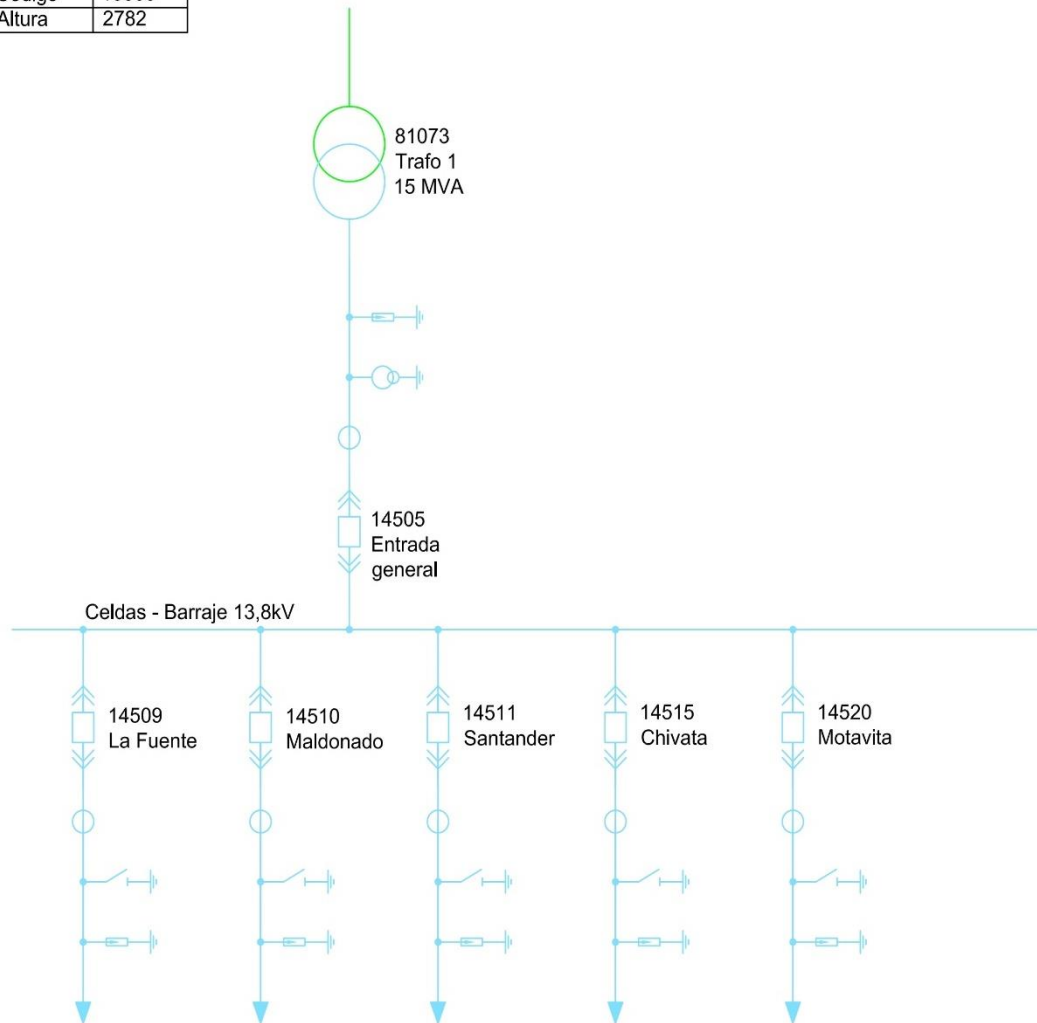 Altura 2782
81073
Trafo 1
15 MVA
14505
Entrada
general
Celdas - Barraje 13,8kV
14509
La Fuente
14510
Maldonado
14511
Santander
14515
Chivata
14520
Motavita